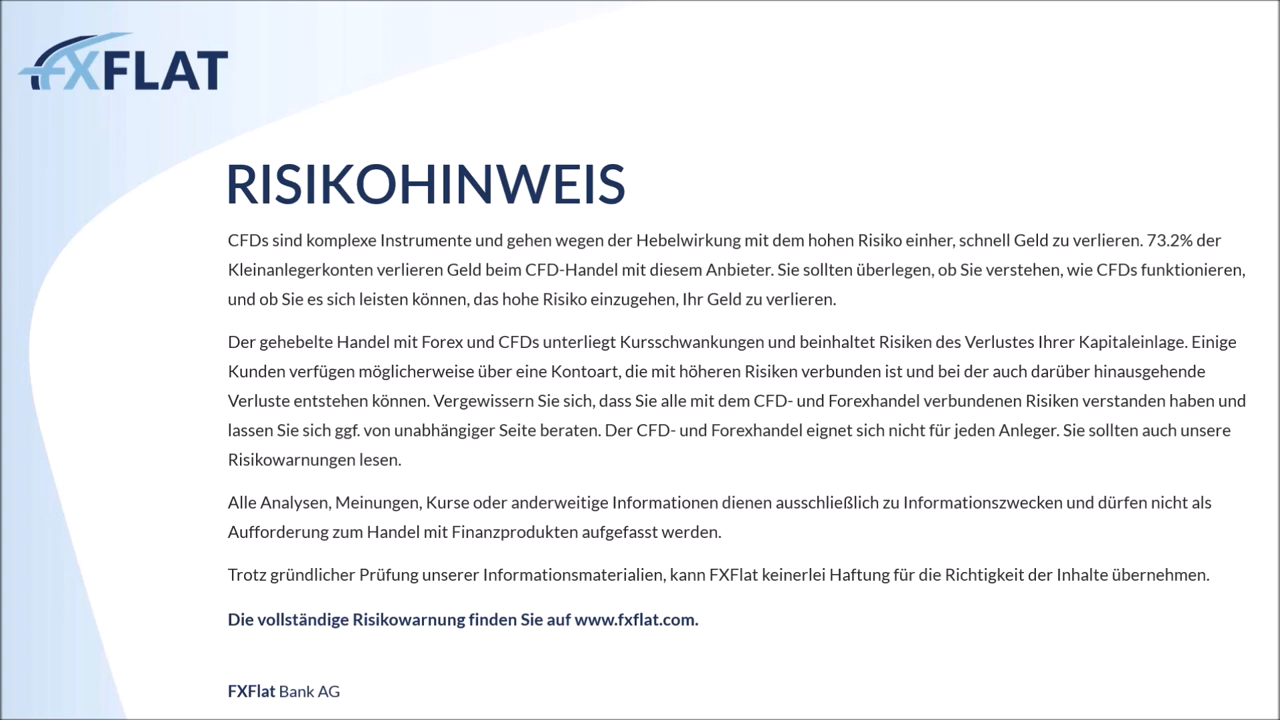 FXFLAT
RISIKOHINWEIS
CFDs sind komplexe Instrumente und gehen wegen der Hebelwirkung mit dem hohen Risiko einher, schnell Geld zu verlieren. 73.2% der
Kleinanlegerkonten verlieren Geld beim CFD-Handel mit diesem Anbieter. Sie sollten überlegen, ob Sie verstehen, wie CFDs funktionieren,
und ob Sie es sich leisten können, das hohe Risiko einzugehen, Ihr Geld zu verlieren.
Der gehebelte Handel mit Forex und CFDs unterliegt Kursschwankungen und beinhaltet Risiken des Verlustes Ihrer Kapitaleinlage. Einige
Kunden verfügen möglicherweise über eine Kontoart, die mit höheren Risiken verbunden ist und bei der auch darüber hinausgehende
Verluste entstehen können. Vergewissern Sie sich, dass Sie alle mit dem CFD- und Forexhandel verbundenen Risiken verstanden haben und
lassen Sie sich ggf. von unabhängiger Seite beraten. Der CFD- und Forexhandel eignet sich nicht für jeden Anleger. Sie sollten auch unsere
Risikowarnungen lesen.
Alle Analysen, Meinungen, Kurse oder anderweitige Informationen dienen ausschließlich zu Informationszwecken und dürfen nicht als
Aufforderung zum Handel mit Finanzprodukten aufgefasst werden.
Trotz gründlicher Prüfung unserer Informationsmaterialien, kann FXFlat keinerlei Haftung für die Richtigkeit der Inhalte übernehmen.
Die vollständige Risikowarnung finden Sie auf www.fxflat.com.
FXFlat Bank AG